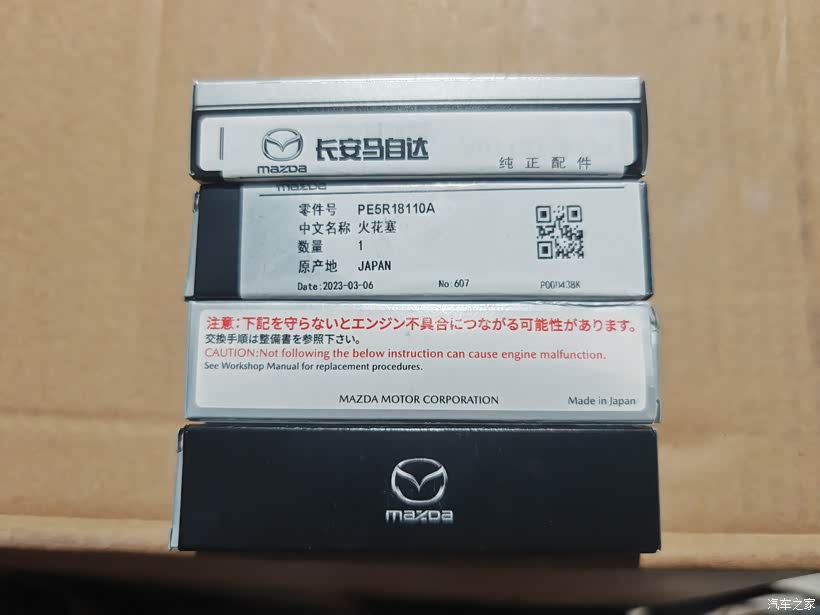 mazda
长安马自达
纯正配件
mazda
零件号 PE5R18110A
中文名称 火花塞
数量 1
原产地 JAPAN
Date:2023-03-06 No:607 P00D438K
注意:下記を守らないとエンジン不具合につながる可能性があります。
交換手順は整備書を参照下さい。
CAUTION:Not following the below instruction can cause engine malfunction.
See Workshop Manual for replacement procedures.
MAZDA MOTOR CORPORATION Made in Japan
mazda
汽车之家